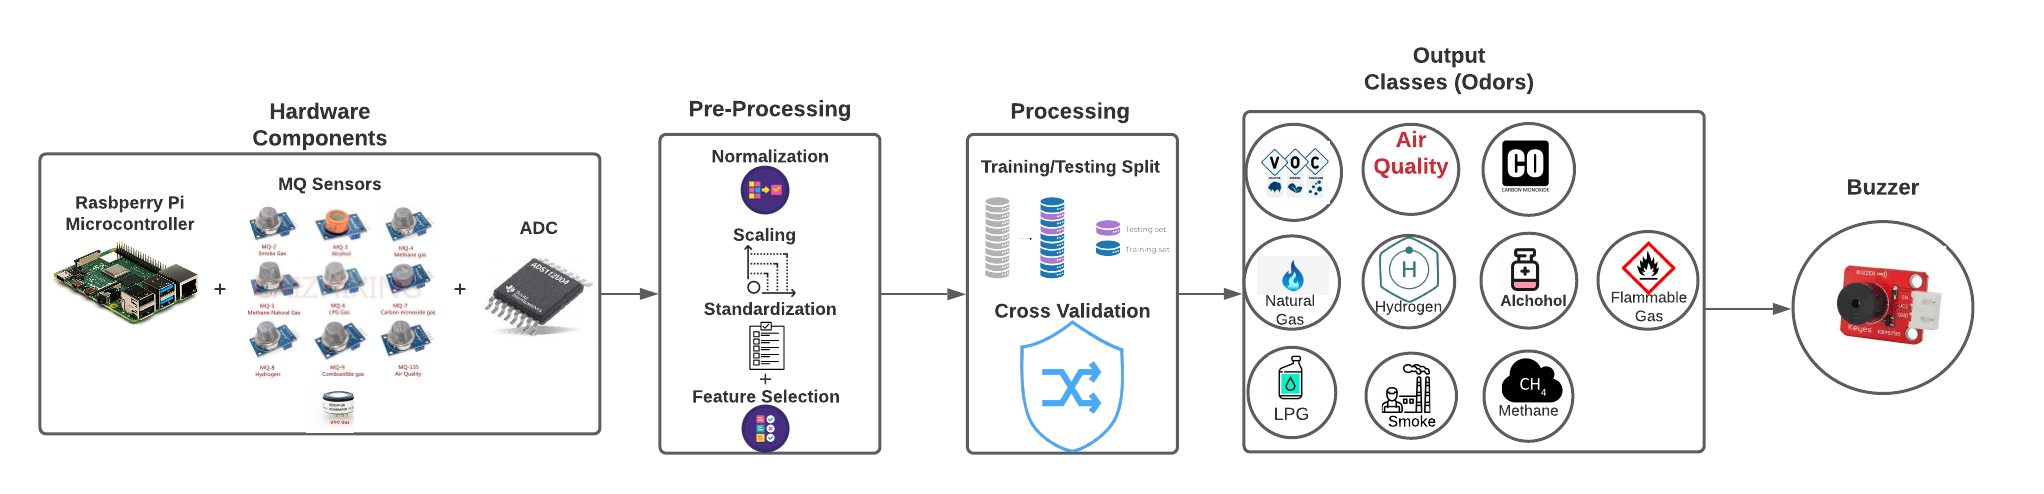 Hardware
Components
Rasbperry Pi
Microcontroller
+
MQ Sensors
MQ-2
Smoke Gas
MQ-3
Alcohol
MQ-4
Methane gas
MQ-5
Methane Natural Gas
MQ-6
LPG Gas
MQ-7
Carbon monoxide gas
MQ-8
Hydrogen
MQ-9
Combustible gas
MQ-135
Air Quality
VOC Gas
+
ADC
Texas
Instruments
Pre-Processing
Normalization
Scaling
Standardization
+
Feature Selection
Processing
Training/Testing Split
Testing set
Training set
Cross Validation
Output
Classes (Odors)
V O C
Air
Quality
CO
CARBON MONOXIDE
Natural
Gas
H
Hydrogen
Alchohol
Flammable
Gas
LPG
Smoke
CH4
Methane
Buzzer
BUZZER
Keyes